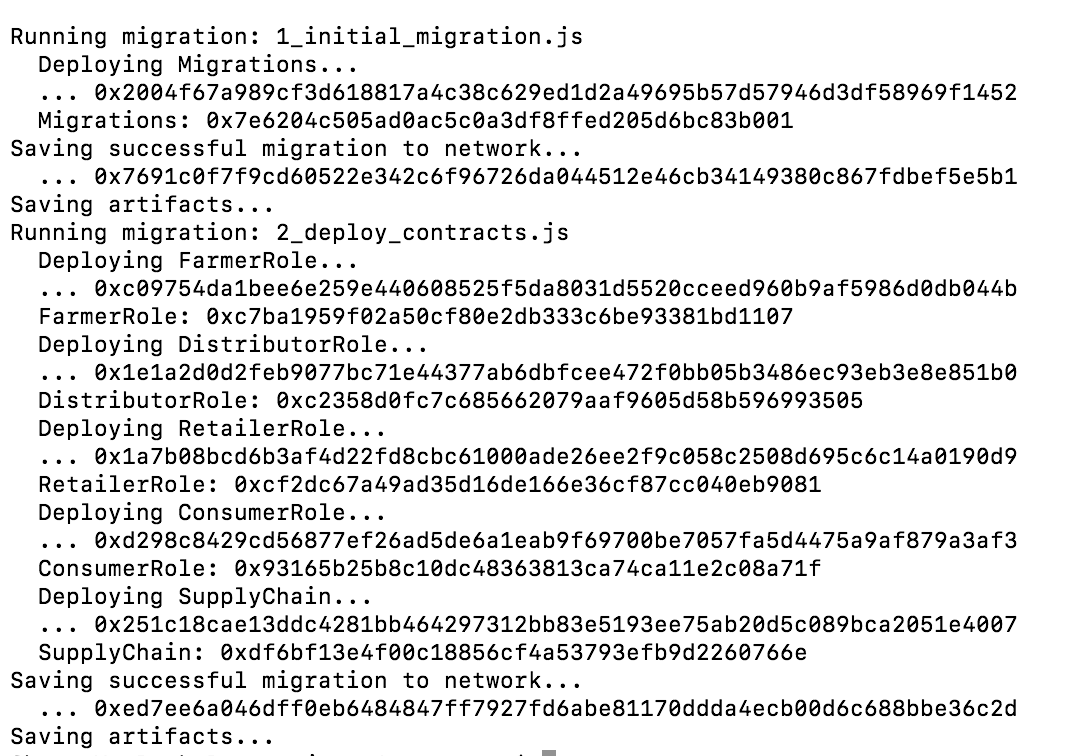 Running migration: 1_initial_migration.js
Deploying Migrations...
... 0x2004f67a989cf3d618817a4c38c629ed1d2a49695b57d57946d3df58969f1452
Migrations: 0x7e6204c505ad0ac5c0a3df8ffed205d6bc83b001
Saving successful migration to network...
... 0x7691c0f7f9cd60522e342c6f96726da044512e46cb34149380c867fdbef5e5b1
Saving artifacts...
Running migration: 2_deploy_contracts.js
Deploying FarmerRole...
... 0xc09754da1bee6e259e440608525f5da8031d5520cceed960b9af5986d0db044b
FarmerRole: 0xc7ba1959f02a50cf80e2db333c6be93381bd1107
Deploying DistributorRole...
... 0x1e1a2d0d2feb9077bc71e44377ab6dbfcee472f0bb05b3486ec93eb3e8e851b0
DistributorRole: 0xc2358d0fc7c685662079aaf9605d58b596993505
Deploying RetailerRole...
... 0x1a7b08bcd6b3af4d22fd8cbc61000ade26ee2f9c058c2508d695c6c14a0190d9
RetailerRole: 0xcf2dc67a49ad35d16de166e36cf87cc040eb9081
Deploying ConsumerRole...
... 0xd298c8429cd56877ef26ad5de6a1eab9f69700be7057fa5d4475a9af879a3af3
ConsumerRole: 0x93165b25b8c10dc48363813ca74ca11e2c08a71f
Deploying SupplyChain...
... 0x251c18cae13ddc4281bb464297312bb83e5193ee75ab20d5c089bca2051e4007
SupplyChain: 0xdf6bf13e4f00c18856cf4a53793efb9d2260766e
Saving successful migration to network...
... 0xed7ee6a046dff0eb6484847ff7927fd6abe81170ddda4ecb00d6c688bbe36c2d
Saving artifacts...